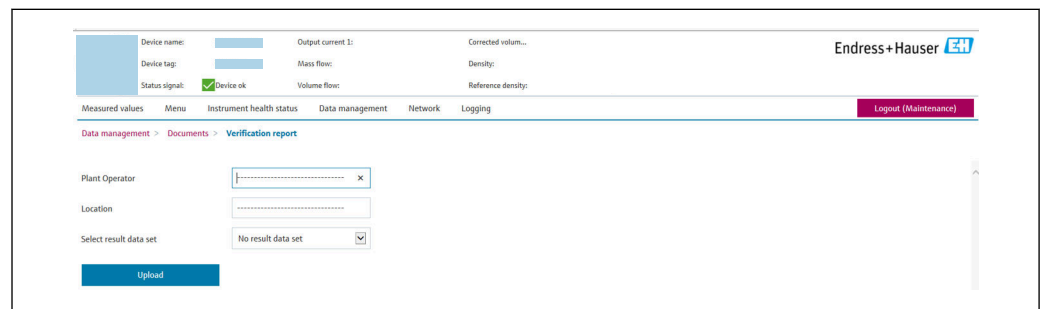 Device name: Output current 1: Corrected volum...
Endress+Hauser EH
Device tag: Mass flow: Density:
Status signal: Device ok Volume flow: Reference density:
Measured values Menu Instrument health status Data management Network Logging Logout (Maintenance)
Data management > Documents > Verification report
Plant Operator -------------------------------- ×
Location --------------------------------
Select result data set No result data set
Upload